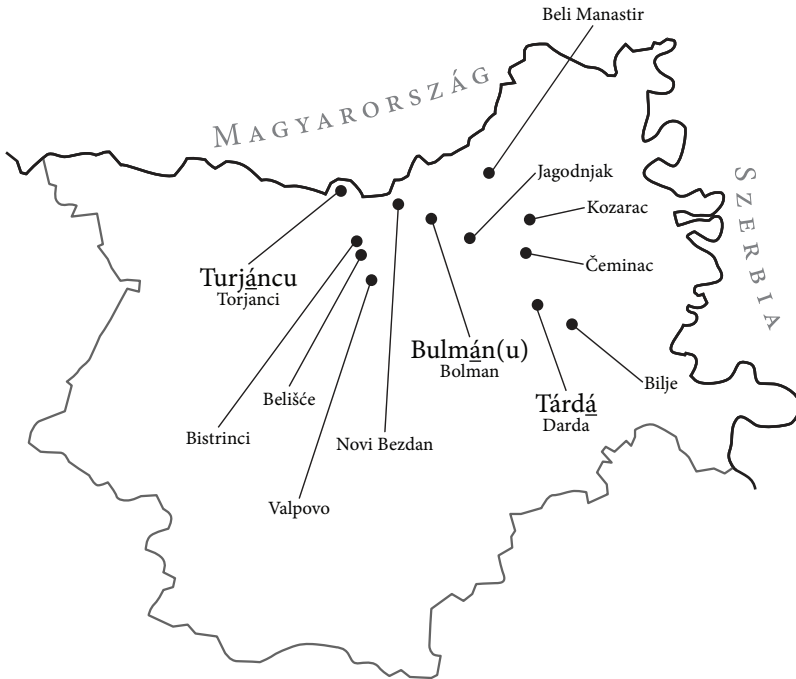 Beli Manastir
MAGYARORSZÁG
Jagodnjak
Kozarac
SZERBIA
Čeminac
Turjáncu
Torjanci
Bulmán(u)
Bolman
Bilje
Belišće
Tárdá
Darda
Bistrinci
Novi Bezdan
Valpovo